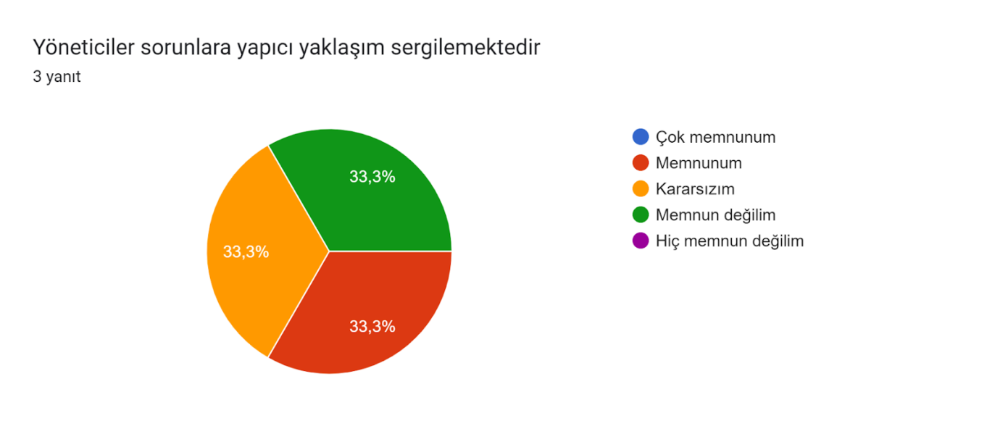 Yöneticiler sorunlara yapıcı yaklaşım sergilemektedir
3 yanıt
33,3%
33,3%
33,3%
Çok memnunum
Memnunum
Kararsızım
Memnun değilim
Hiç memnun değilim